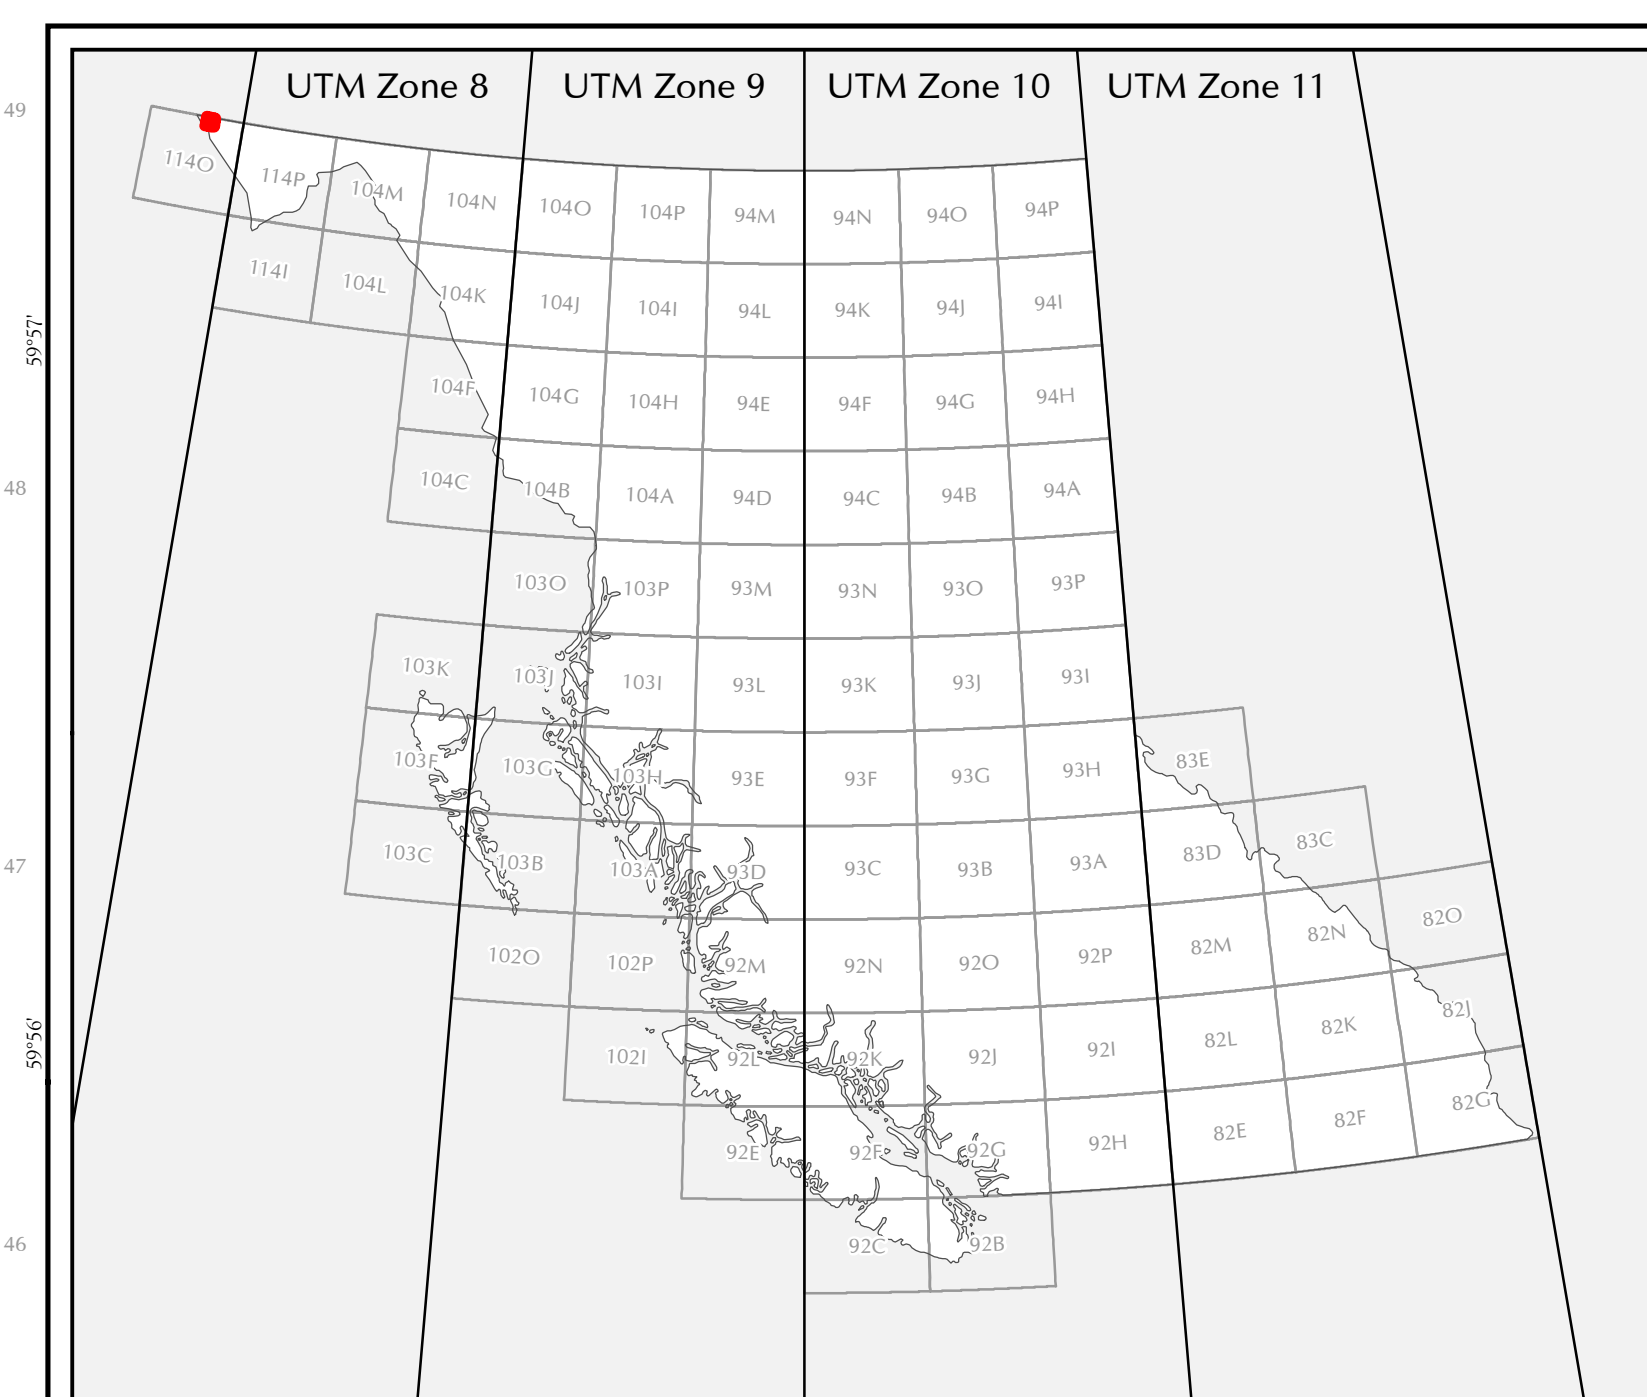 UTM Zone 8 UTM Zone 9 UTM Zone 10 UTM Zone 11
49
114O 114P 104M 104N 104O 104P 94M 94N 94O 94P
114I 104L 104K 104J 104I 94L 94K 94J 94I
59°57'
104F 104G 104H 94E 94F 94G 94H
48
104C 104B 104A 94D 94C 94B 94A
103O 103P 93M 93N 93O 93P
103K 103J 103I 93L 93K 93J 93I
103F 103G 103H 93E 93F 93G 93H 83E
47
103C 103B 103A 93D 93C 93B 93A 83D 83C
102O 102P 92M 92N 92O 92P 82M 82N 82O
59°56'
102I 92L 92K 92J 92I 82L 82K 82J
92E 92F 92G 92H 82E 82F 82G
46
92C 92B